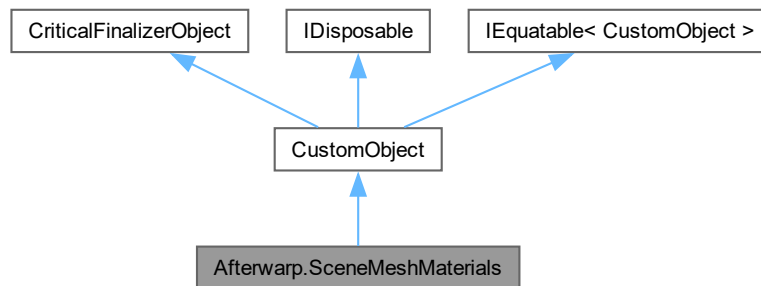 CriticalFinalizerObject
IDisposable
IEquatable< CustomObject >
CustomObject
Afterwarp.SceneMeshMaterials